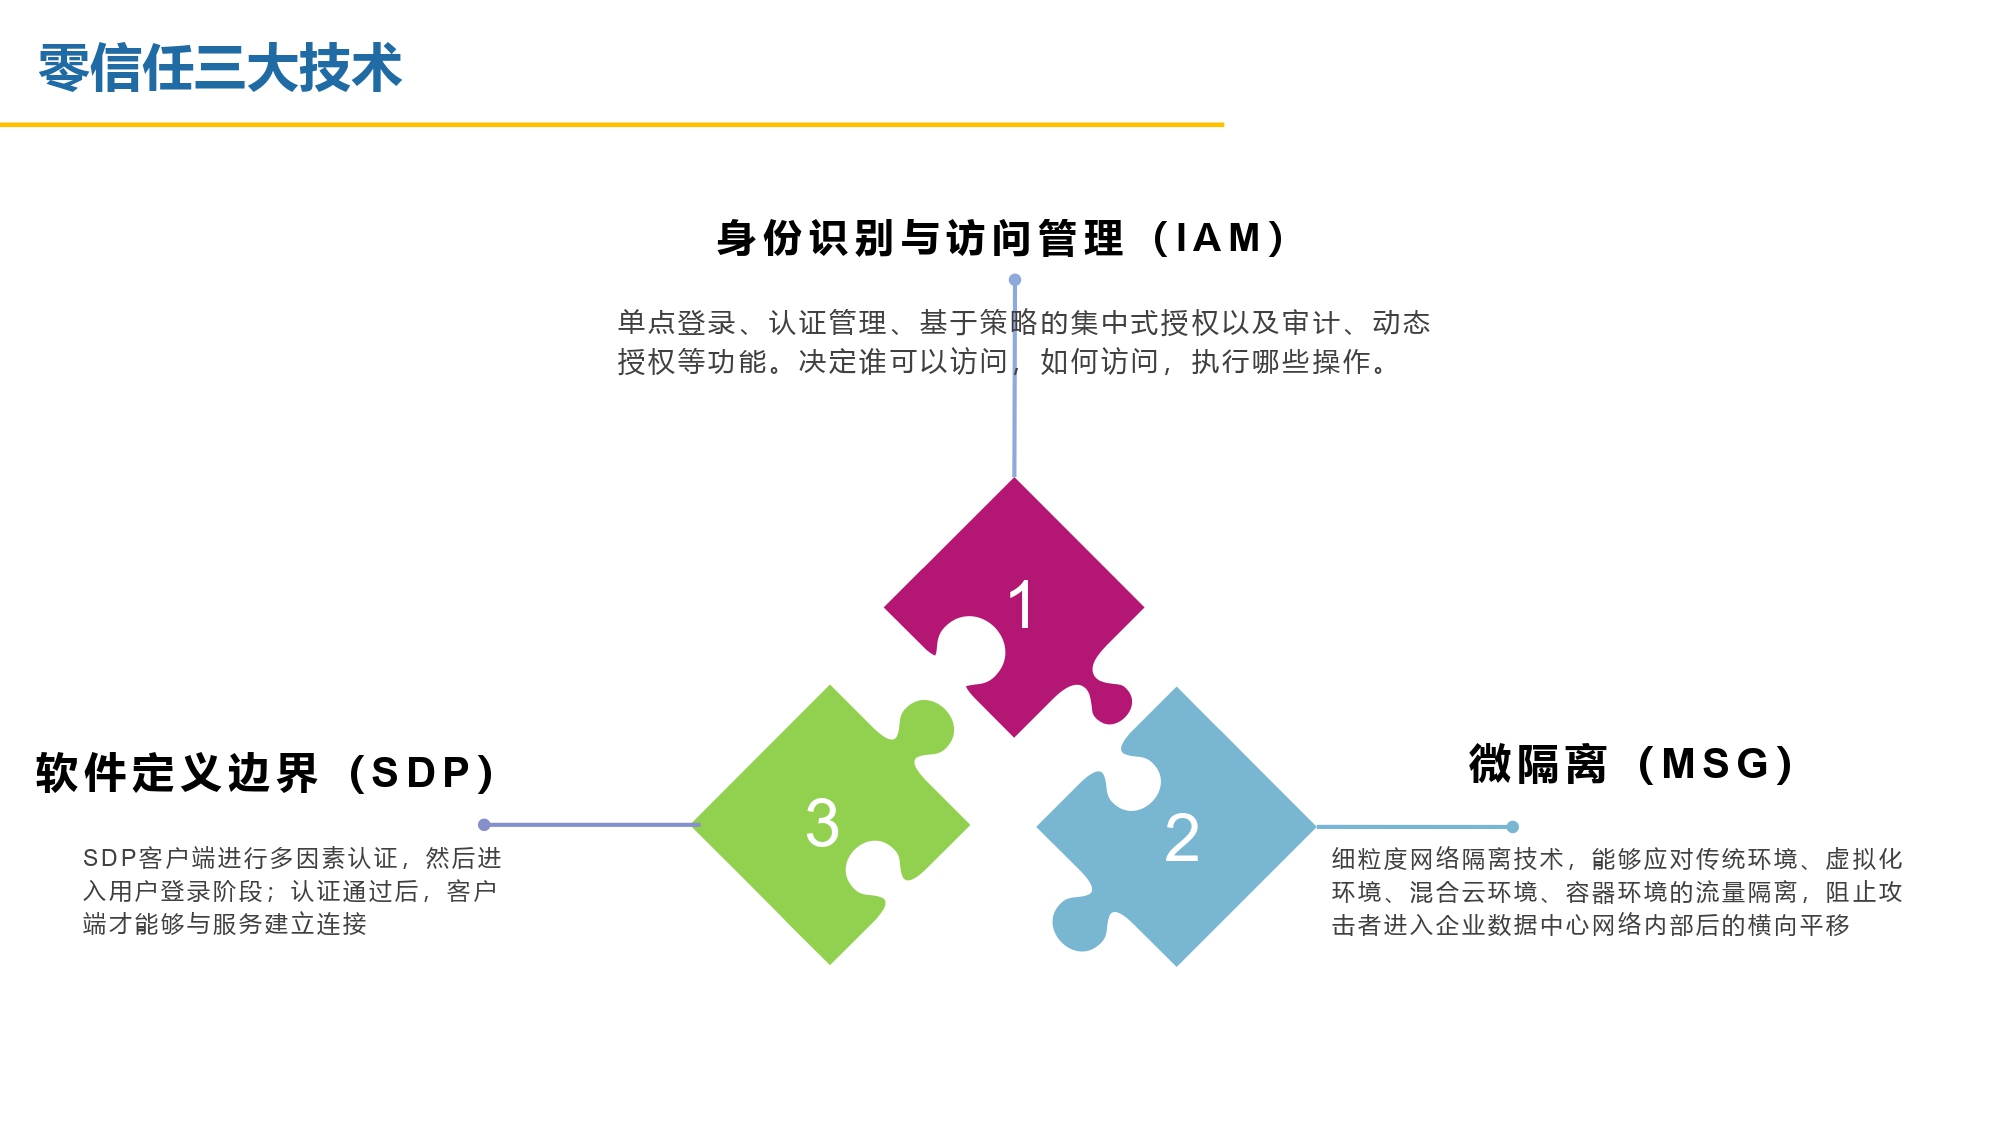 零信任三大技术
身份识别与访问管理（IAM）
单点登录、认证管理、基于策略的集中式授权以及审计、动态
授权等功能。决定谁可以访问，如何访问，执行哪些操作。
1
软件定义边界（SDP）
SDP客户端进行多因素认证，然后进
入用户登录阶段；认证通过后，客户
端才能够与服务建立连接
3
2
微隔离（MSG）
细粒度网络隔离技术，能够应对传统环境、虚拟化
环境、混合云环境、容器环境的流量隔离，阻止攻
击者进入企业数据中心网络内部后的横向平移